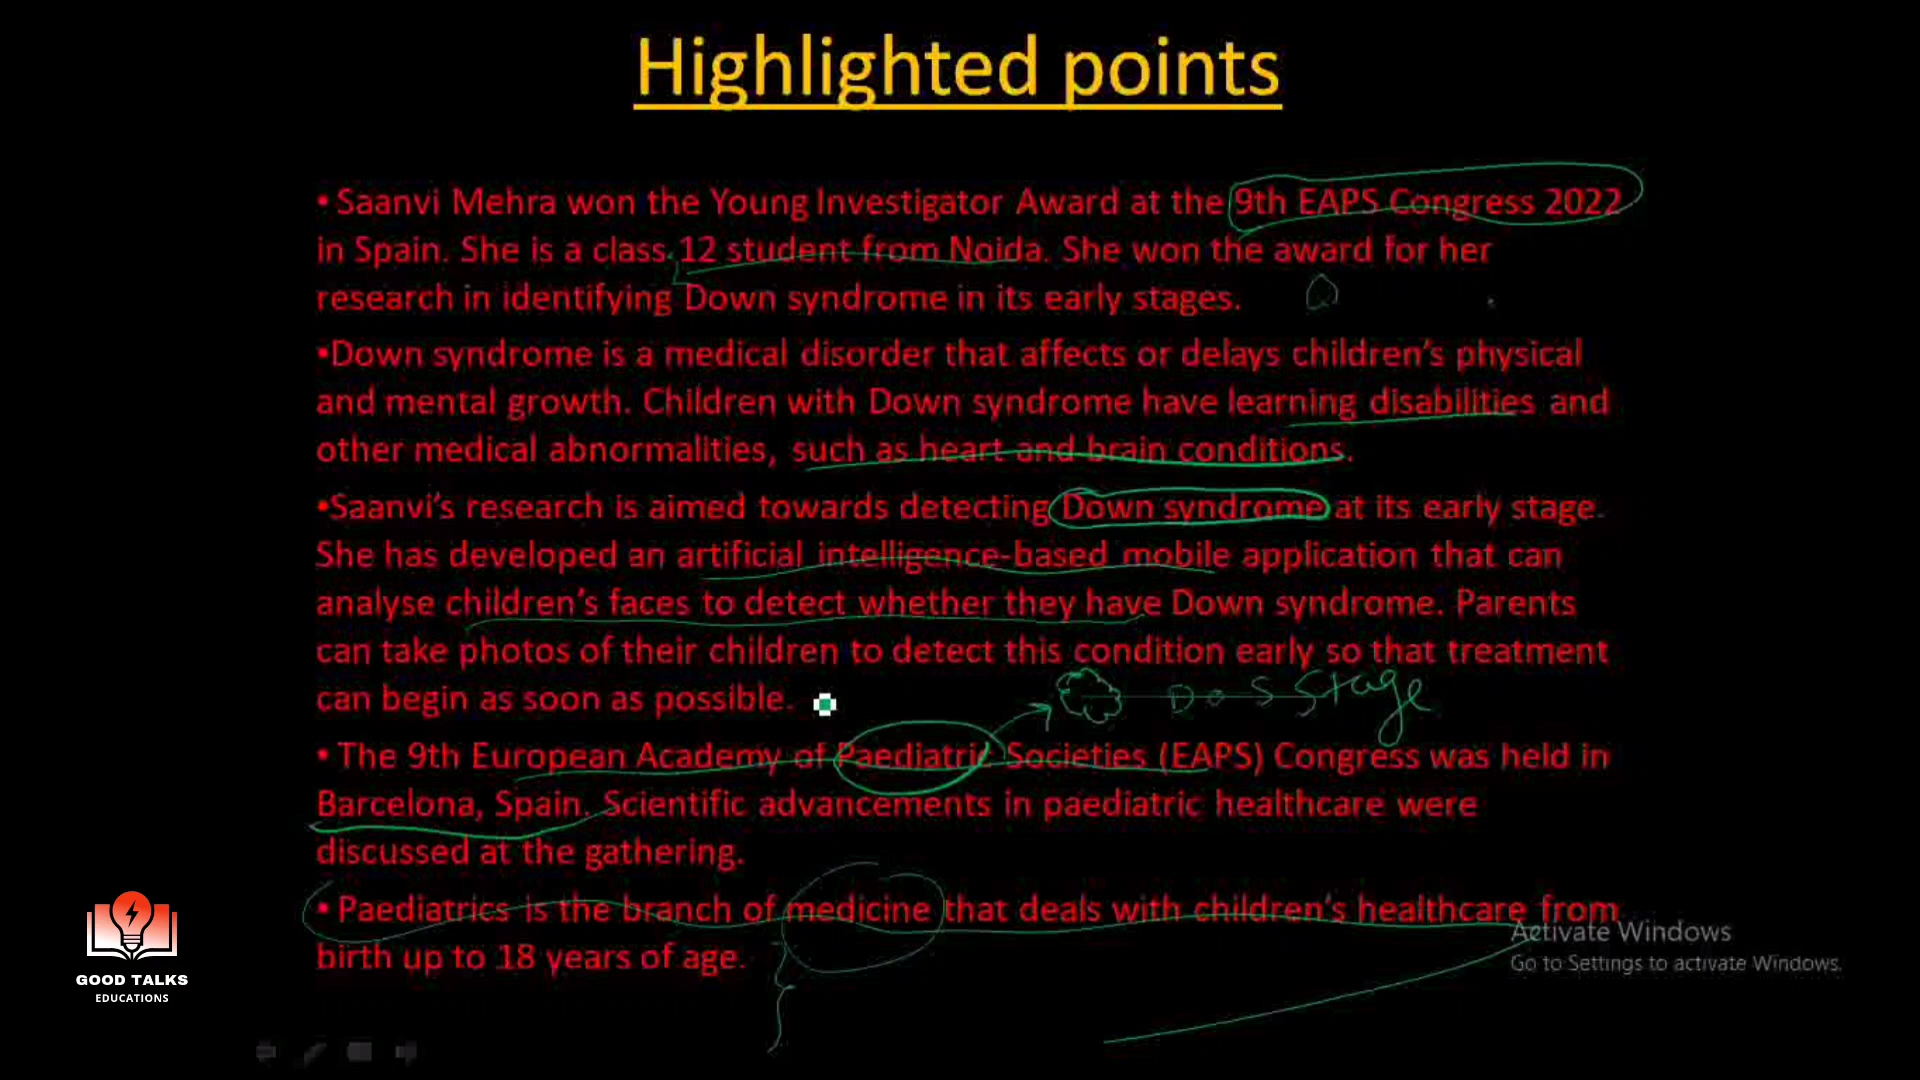 Highlighted points
• Saanvi Mehra won the Young Investigator Award at the 9th EAPS Congress 2022
in Spain. She is a class 12 student from Noida. She won the award for her
research in identifying Down syndrome in its early stages.
•Down syndrome is a medical disorder that affects or delays children's physical
and mental growth. Children with Down syndrome have learning disabilities and
other medical abnormalities, such as heart and brain conditions.
•Saanvi's research is aimed towards detecting Down syndrome at its early stage.
She has developed an artificial intelligence-based mobile application that can
analyse children's faces to detect whether they have Down syndrome. Parents
can take photos of their children to detect this condition early so that treatment
can begin as soon as possible.
Stage
• The 9th European Academy of Paediatric Societies (EAPS) Congress was held in
Barcelona, Spain. Scientific advancements in paediatric healthcare were
discussed at the gathering.
• Paediatrics is the branch of medicine that deals with children's healthcare from
birth up to 18 years of age.
Activate Windows
Go to Settings to activate Windows.
GOOD TALKS
EDUCATIONS